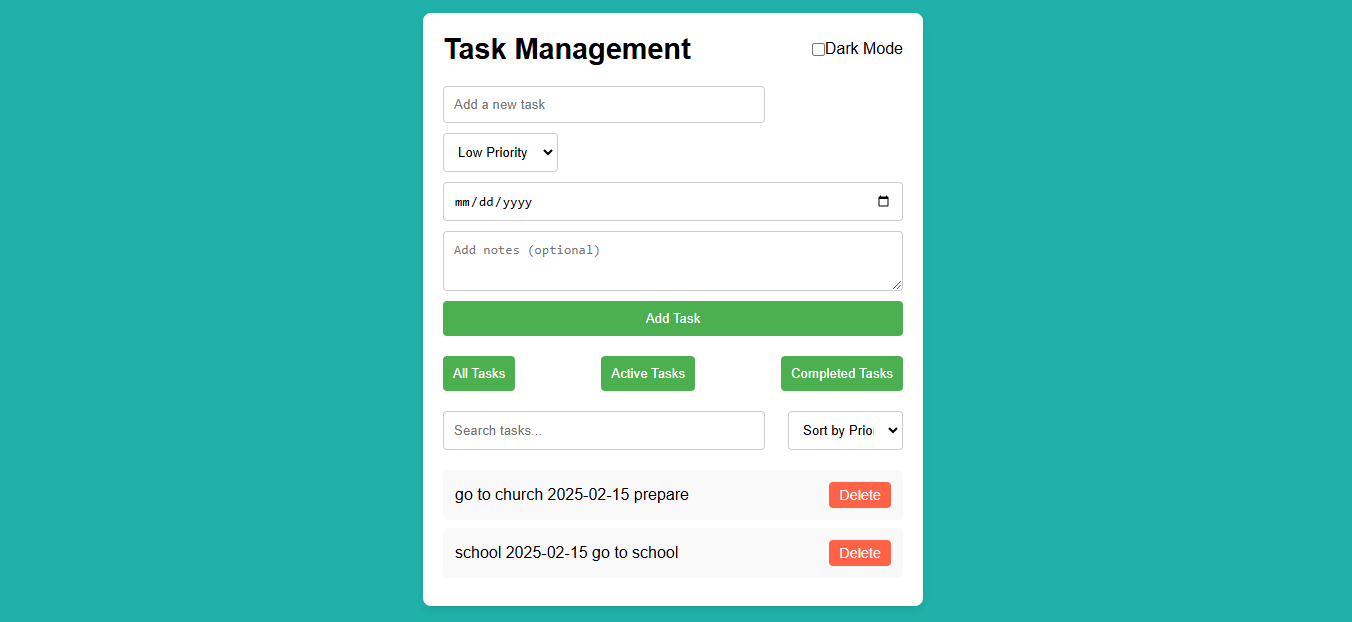 Task Management
Dark Mode
Add a new task
Low Priority
mm/dd/yyyy
Add notes (optional)
Add Task
All Tasks Active Tasks Completed Tasks
Search tasks... Sort by Prio
go to church 2025-02-15 prepare Delete
school 2025-02-15 go to school Delete